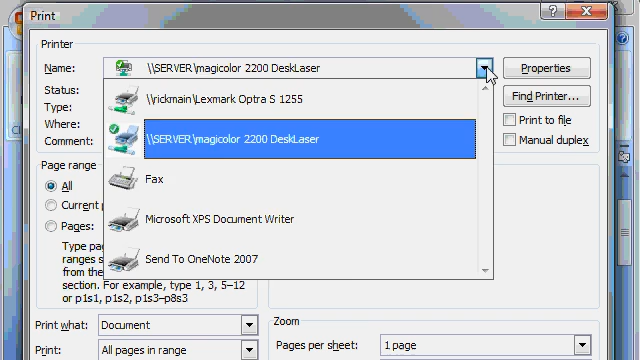 Print
Printer
Name:
\\SERVER\magicolor 2200 DeskLaser
Properties
Status:
\\rickmain\Lexmark Optra S 1255
Find Printer...
Type:
Where:
\\SERVER\magicolor 2200 DeskLaser
Print to file
Comment:
Manual duplex
Page range
Fax
All
Current p
Microsoft XPS Document Writer
Pages:
Type pag
ranges s
from the
Send To OneNote 2007
section. For example, type 1, 3, 5–12
or p1s1, p1s2, p1s3–p8s3
Print what:
Document
Zoom
Print:
All pages in range
Pages per sheet:
1 page